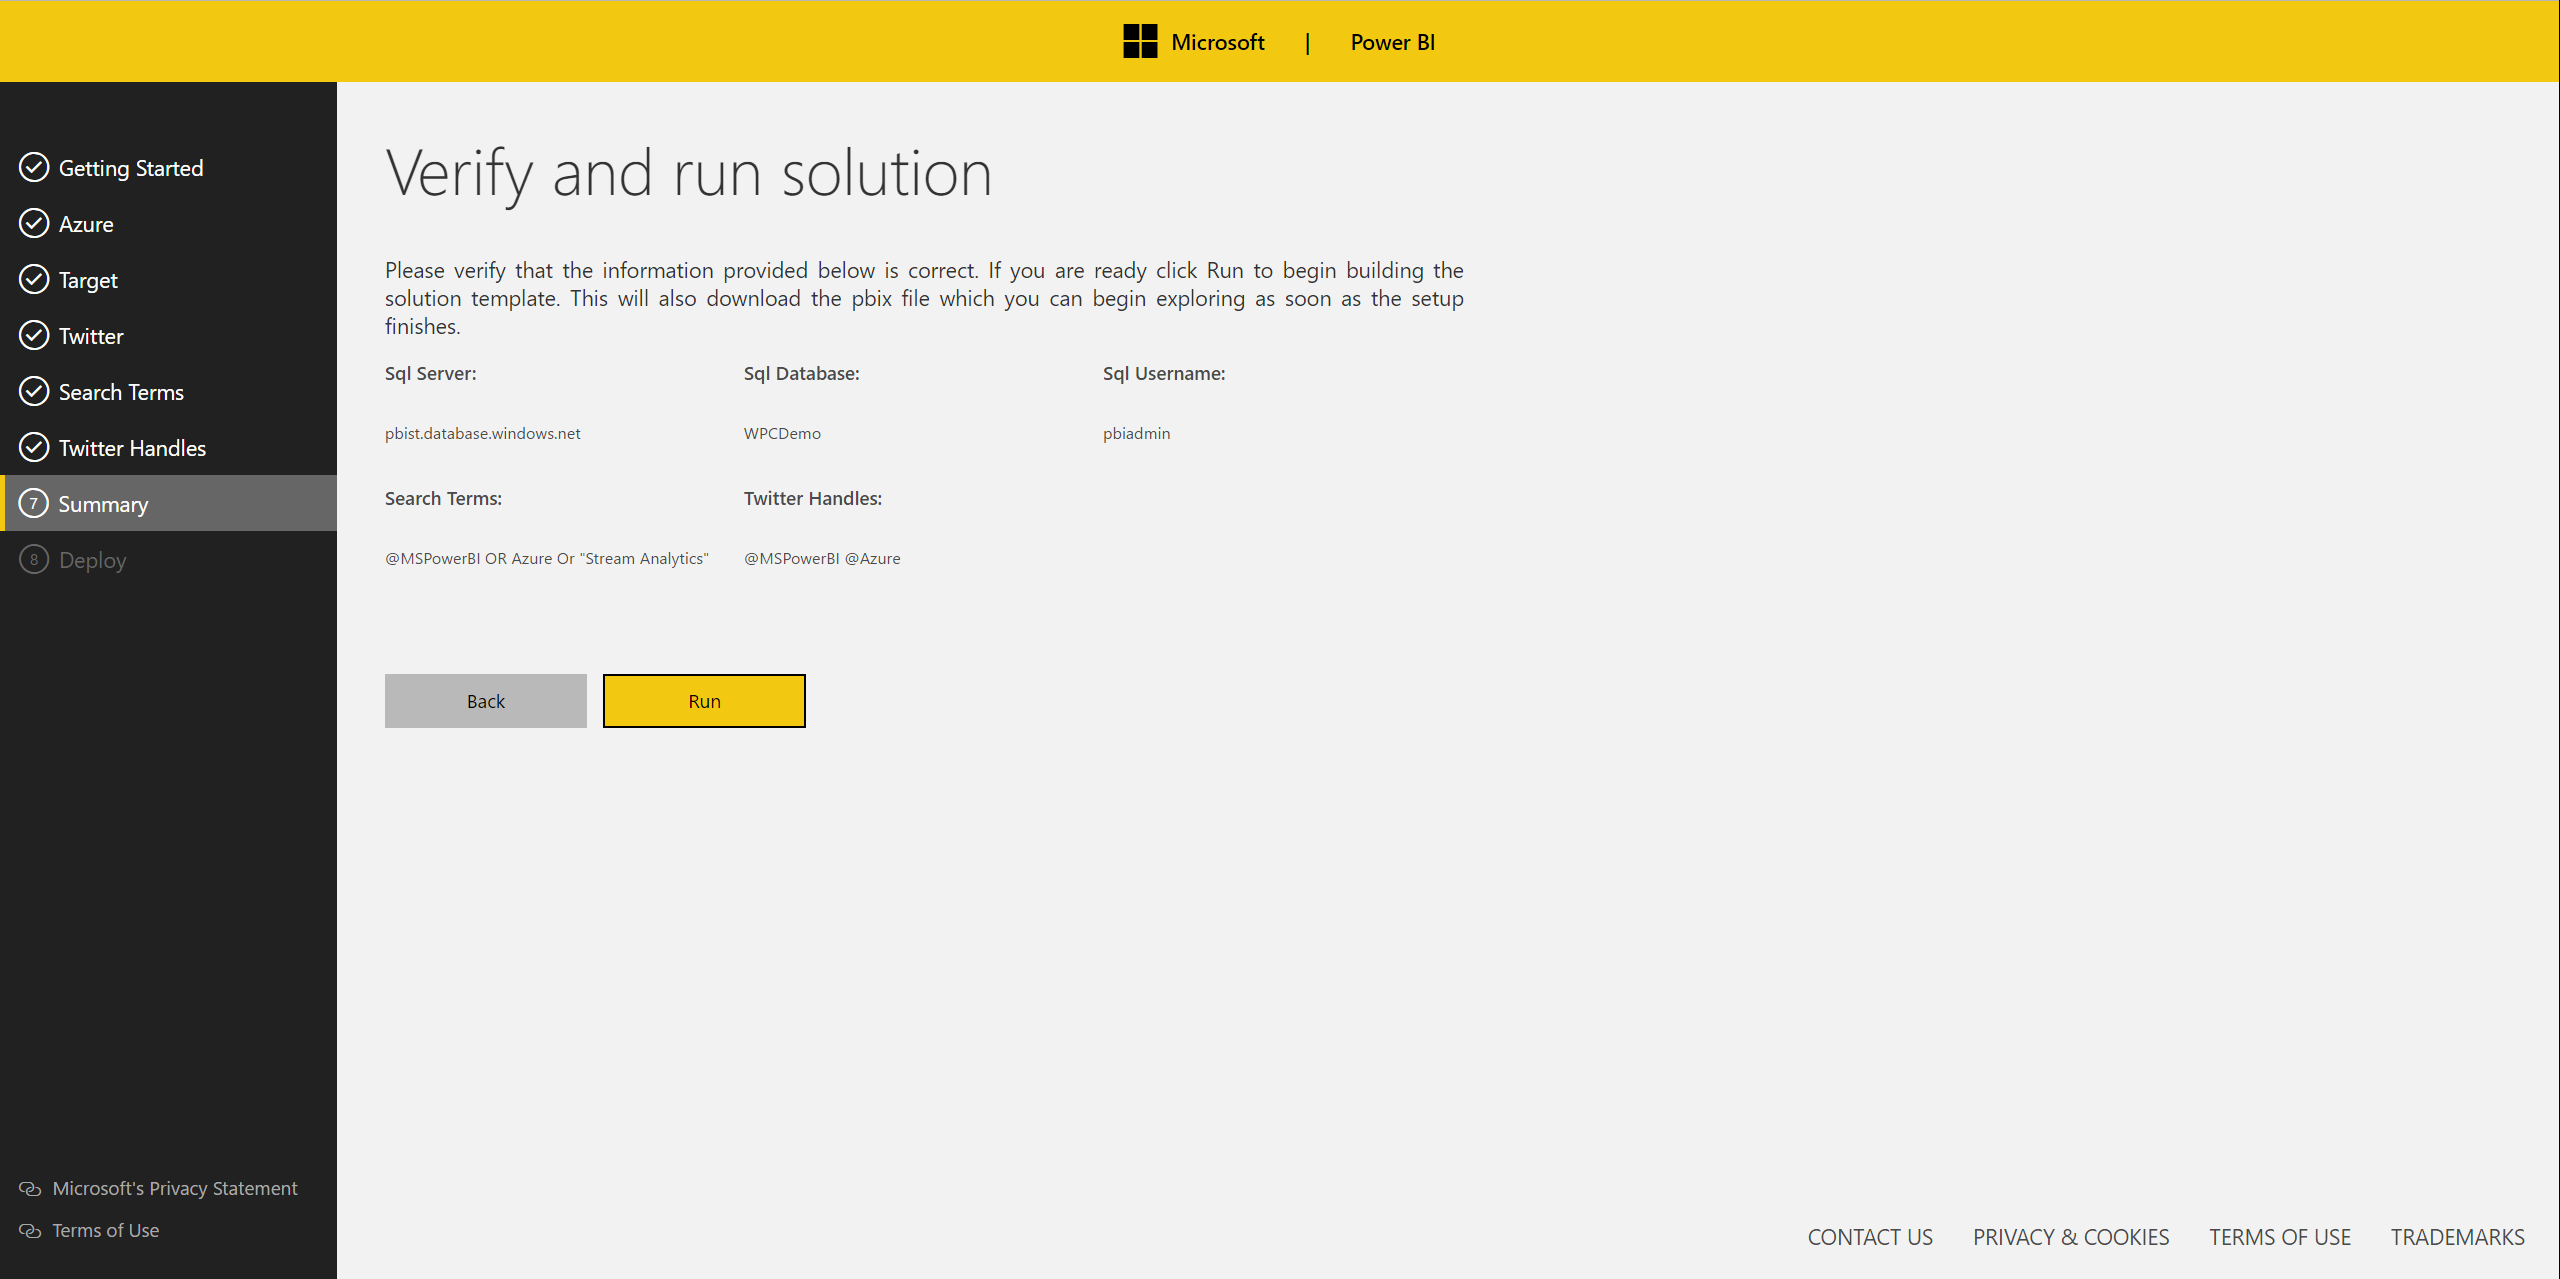 Microsoft | Power BI
Getting Started
Azure
Target
Twitter
Search Terms
Twitter Handles
7 Summary
8 Deploy
Microsoft's Privacy Statement
Terms of Use
Verify and run solution
Please verify that the information provided below is correct. If you are ready click Run to begin building the
solution template. This will also download the pbix file which you can begin exploring as soon as the setup
finishes.
Sql Server: Sql Database: Sql Username:
pbist.database.windows.net WPCDemo pbiadmin
Search Terms: Twitter Handles:
@MSPowerBI OR Azure Or "Stream Analytics" @MSPowerBI @Azure
Back Run
CONTACT US PRIVACY & COOKIES TERMS OF USE TRADEMARKS